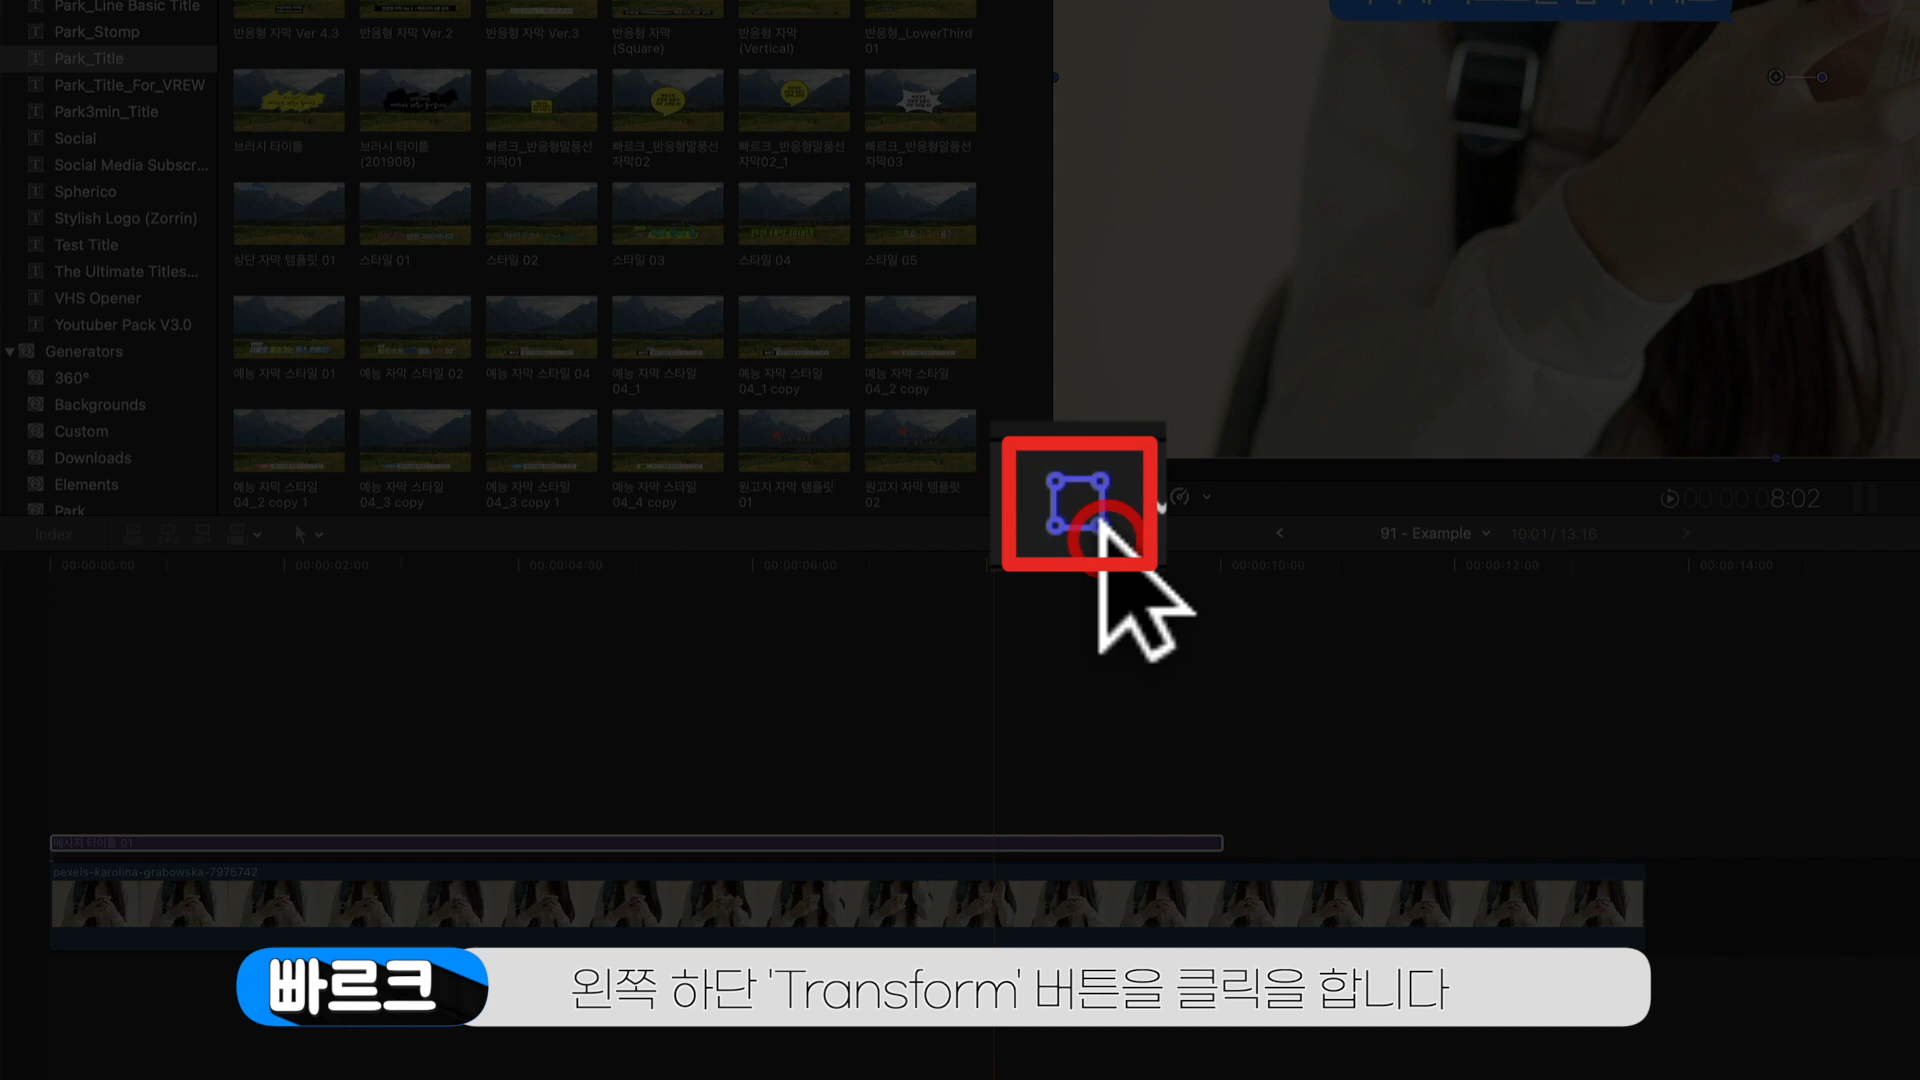 Park_Line Basic Title
Park_Stomp
Park_Title
Park_Title_For_VREW
Park3min_Title
Social
Social Media Subscr...
Spherico
Stylish Logo (Zorrin)
Test Title
The Ultimate Titles...
VHS Opener
Youtuber Pack V3.0
Generators
360º
Backgrounds
Custom
Downloads
Elements
Park
반응형 자막 Ver 4.3
반응형 자막 Ver.2
반응형 자막 Ver.3
반응형 자막
(Square)
반응형 자막
(Vertical)
반응형_LowerThird
01
브러시 타이틀
브러시 타이틀
(201906)
빠르크_반응형말풍선
자막01
빠르크_반응형말풍선
자막02
빠르크_반응형말풍선
자막02_1
빠르크_반응형말풍선
자막03
상단 자막 템플릿 01
스타일 01
스타일 02
스타일 03
스타일 04
스타일 05
예능 자막 스타일 01
예능 자막 스타일 02
예능 자막 스타일 04
예능 자막 스타일
04_1
예능 자막 스타일
04_1 copy
예능 자막 스타일
04_2 copy
예능 자막 스타일
04_2 copy 1
예능 자막 스타일
04_3 copy
예능 자막 스타일
04_3 copy 1
예능 자막 스타일
04_4 copy
원고지 자막 템플릿
01
원고지 자막 템플릿
02
00:00:08:02
Index
91 - Example
10:01 / 13:16
00:00:00:00
00:00:02:00
00:00:04:00
00:00:06:00
00:00:10:00
00:00:12:00
00:00:14:00
메시지 타이틀 01
pexels-karolina-grabowska-7975742
빠르크
왼쪽 하단 'Transform' 버튼을 클릭을 합니다